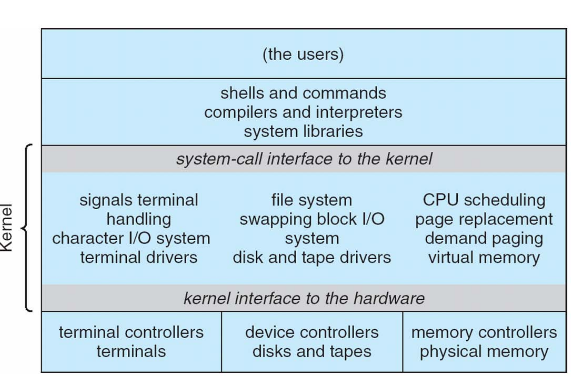 (the users)
shells and commands
compilers and interpreters
system libraries
system-call interface to the kernel
Kernel
signals terminal
handling
character I/O system
terminal drivers
file system
swapping block I/O
system
disk and tape drivers
CPU scheduling
page replacement
demand paging
virtual memory
kernel interface to the hardware
terminal controllers
terminals
device controllers
disks and tapes
memory controllers
physical memory